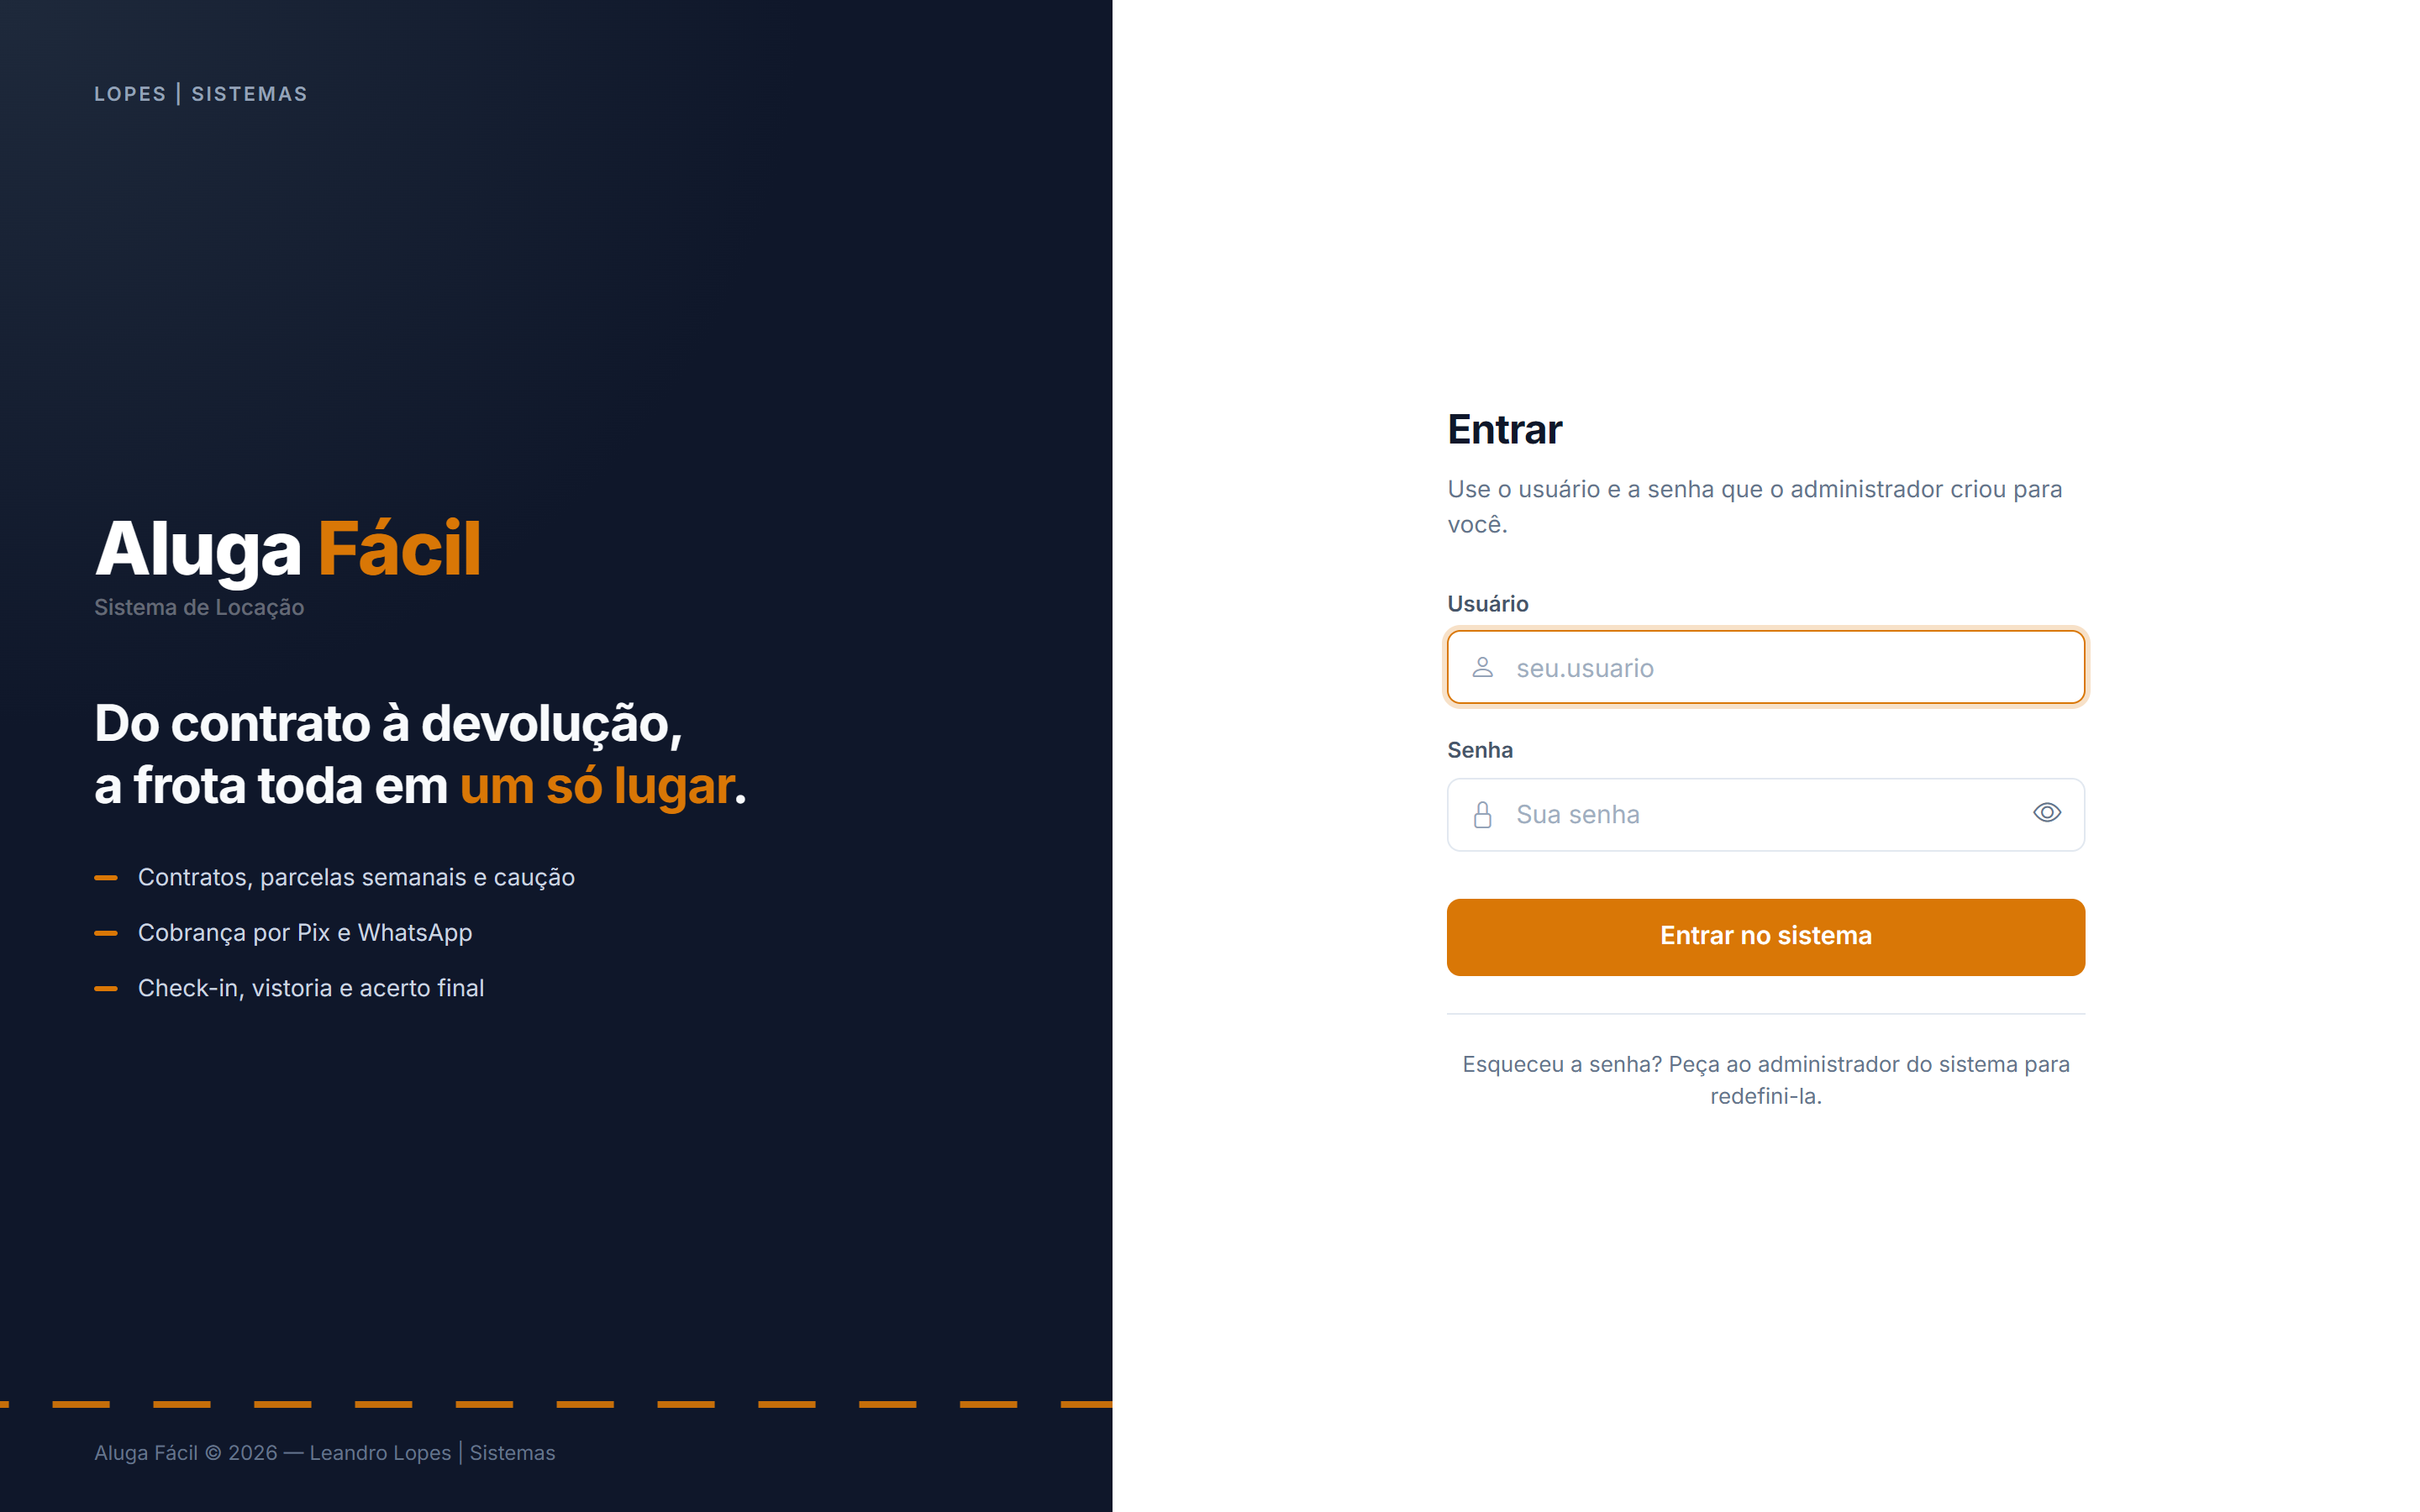 LOPES | SISTEMAS
Aluga Fácil
Sistema de Locação
Do contrato à devolução,
a frota toda em um só lugar.
Contratos, parcelas semanais e caução
Cobrança por Pix e WhatsApp
Check-in, vistoria e acerto final
Aluga Fácil © 2026 — Leandro Lopes | Sistemas
Entrar
Use o usuário e a senha que o administrador criou para
você.
Usuário
seu.usuario
Senha
Sua senha
Entrar no sistema
Esqueceu a senha? Peça ao administrador do sistema para
redefini-la.